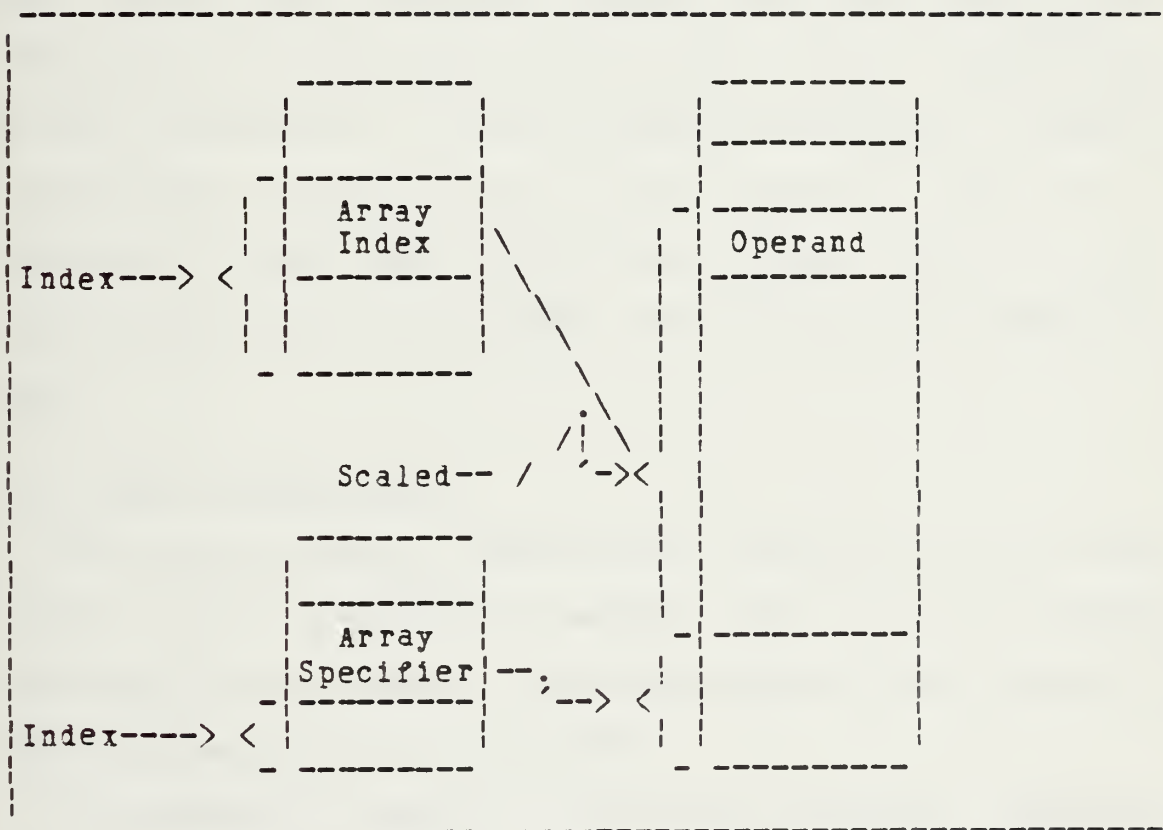 Array
Index
Operand
Index
Scaled
Array
Specifier
Index